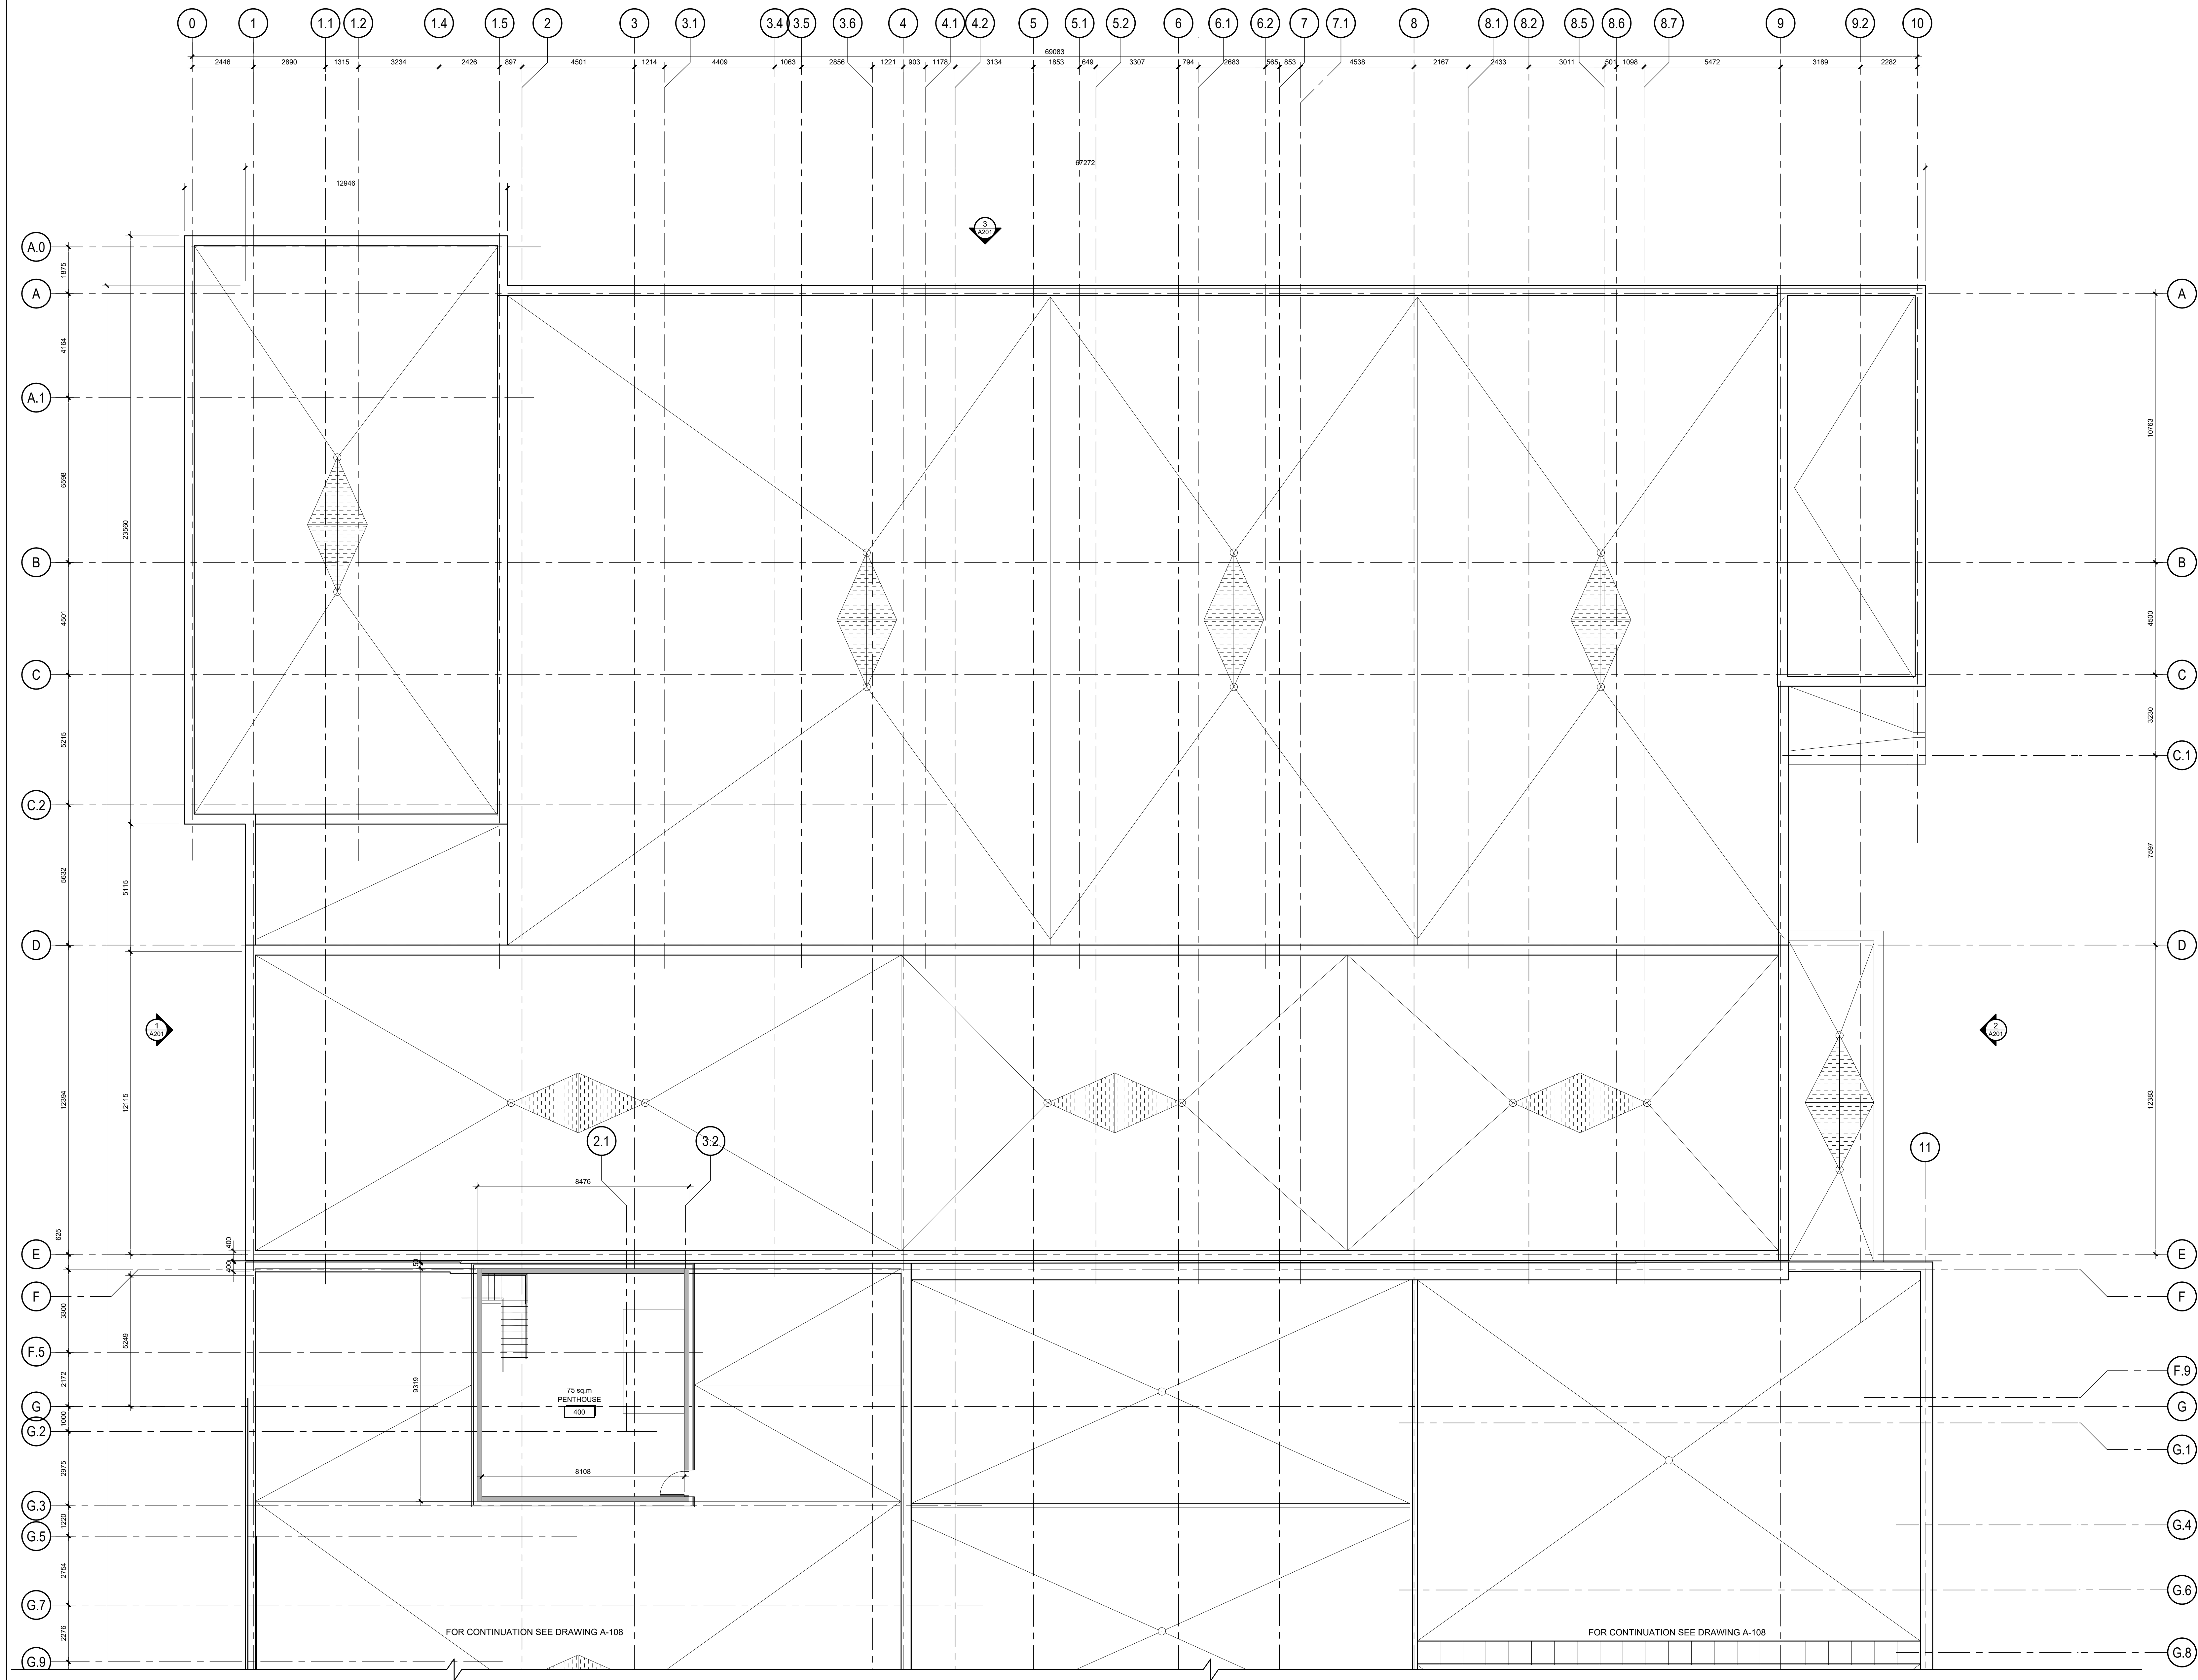 0 1 1.1 1.2 1.4 1.5 2 3 3.1 3.4 3.5 3.6 4 4.1 4.2 5 5.1 5.2 6 6.1 6.2 7 7.1 8 8.1 8.2 8.5 8.6 8.7 9 9.2 10
69083
2446 2890 1315 3234 2426 897 4501 1214 4409 1063 2856 1221 903 1178 3134 1853 649 3307 794 2683 565 853 4538 2167 2433 3011 501 1098 5472 3189 2282
67272
12946
3
A201
A.0
1875
A
A
4164
A.1
10763
6598
23560
B
B
4501
4500
C
C
3230
5215
C.1
C.2
7597
5632
5115
D
D
1
A201
2
A201
12394
12115
12383
2.1
3.2
11
8476
625
400
E
E
50
400
F
F
3300
5249
F.5
F.9
2172
9319
75 sq.m
PENTHOUSE
400
G
G
1000
G.2
G.1
2975
8108
G.3
1220
G.4
G.5
2754
G.6
G.7
2276
FOR CONTINUATION SEE DRAWING A-108
FOR CONTINUATION SEE DRAWING A-108
G.9
G.8